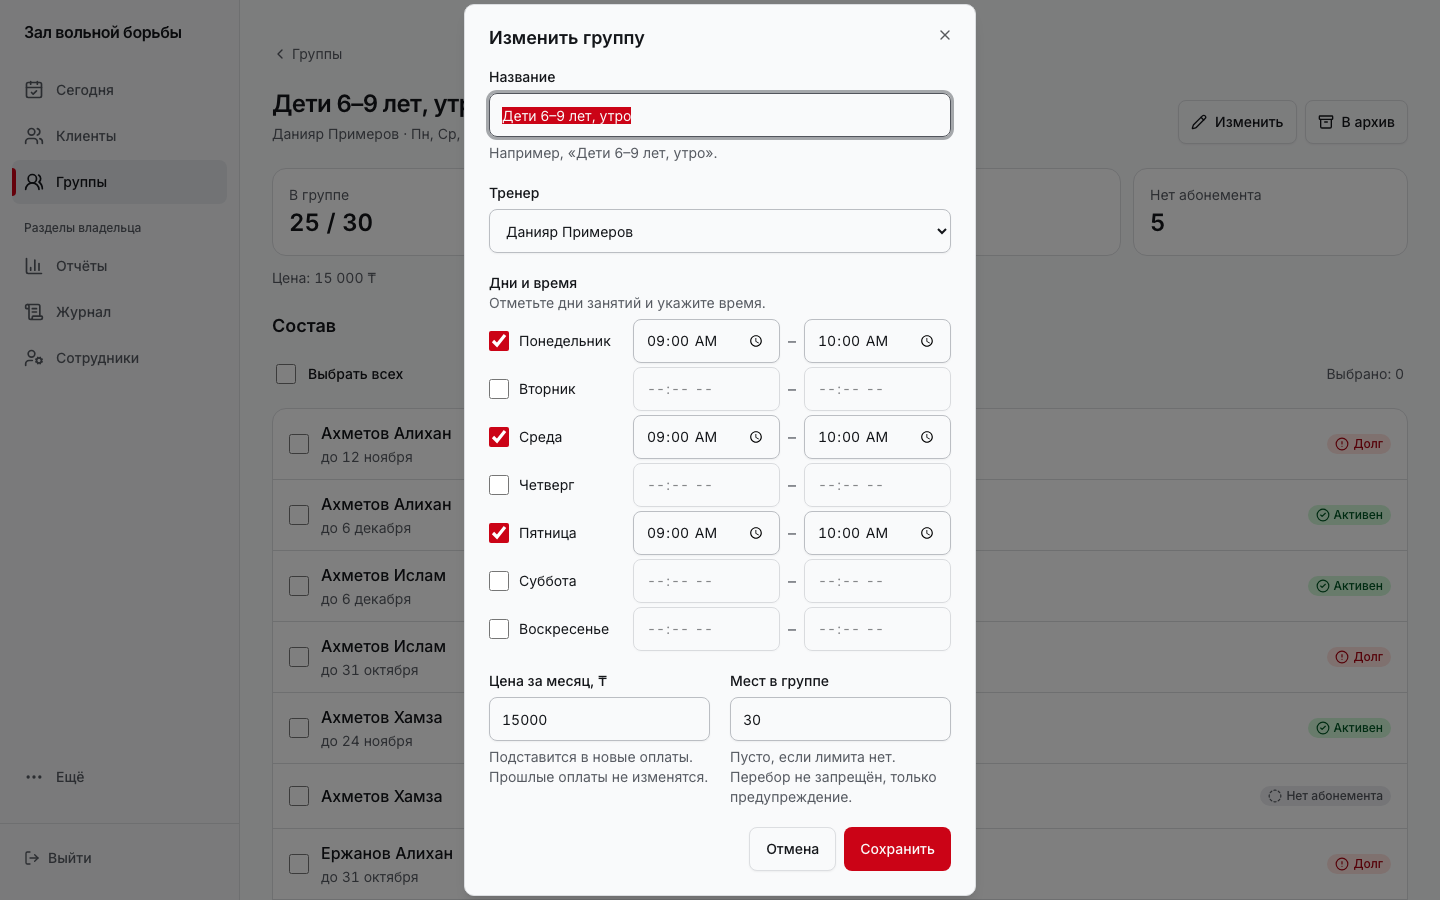 Зал вольной борьбы
Сегодня
Клиенты
Группы
Разделы владельца
Отчёты
Журнал
Сотрудники
Ещё
Выйти
Группы
Дети 6–9 лет, утр
Данияр Примеров · Пн, Ср,
Изменить
В архив
В группе
25 / 30
Нет абонемента
5
Цена: 15 000 ₸
Состав
Выбрать всех
Выбрано: 0
Ахметов Алихан
до 12 ноября
Долг
Ахметов Алихан
до 6 декабря
Активен
Ахметов Ислам
до 6 декабря
Активен
Ахметов Ислам
до 31 октября
Долг
Ахметов Хамза
до 24 ноября
Активен
Ахметов Хамза
Нет абонемента
Ержанов Алихан
до 31 октября
Долг
Изменить группу
Название
Дети 6–9 лет, утро
Например, «Дети 6–9 лет, утро».
Тренер
Данияр Примеров
Дни и время
Отметьте дни занятий и укажите время.
Понедельник 09:00 AM – 10:00 AM
Вторник --:-- -- – --:-- --
Среда 09:00 AM – 10:00 AM
Четверг --:-- -- – --:-- --
Пятница 09:00 AM – 10:00 AM
Суббота --:-- -- – --:-- --
Воскресенье --:-- -- – --:-- --
Цена за месяц, ₸
15000
Подставится в новые оплаты.
Прошлые оплаты не изменятся.
Мест в группе
30
Пусто, если лимита нет.
Перебор не запрещён, только
предупреждение.
Отмена
Сохранить